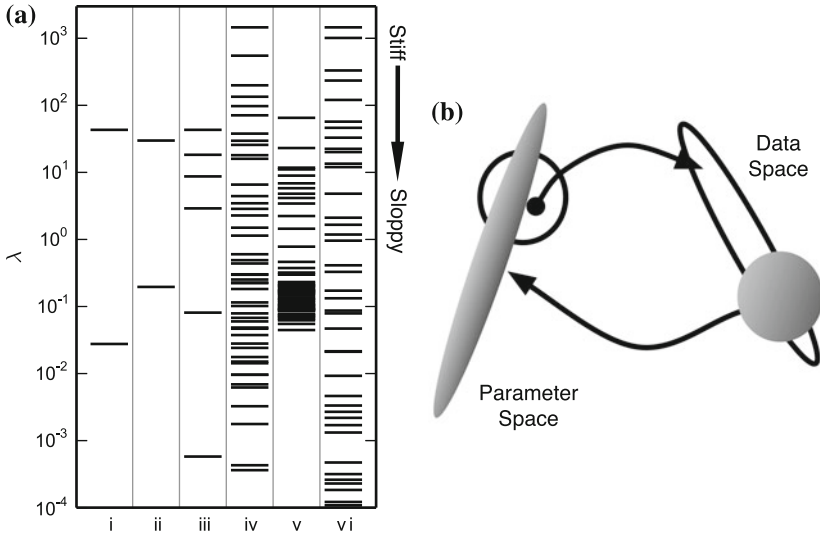 (a)
10³
10²
10¹
10⁰
10⁻¹
10⁻²
10⁻³
10⁻⁴
λ
i ii iii iv v vi
Stiff
Sloppy
(b)
Data
Space
Parameter
Space